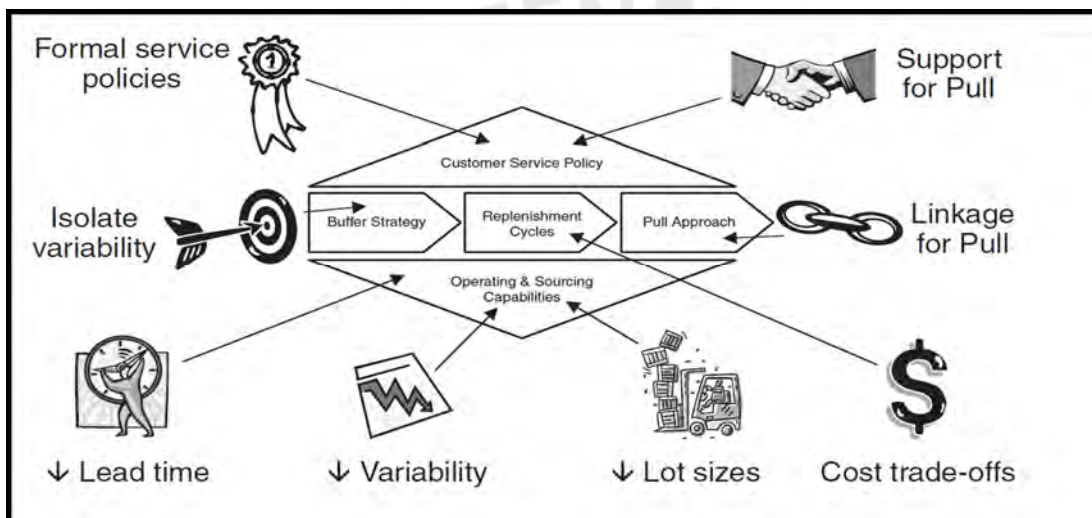 Formal service
policies
1
Support
for Pull
Customer Service Policy
Isolate
variability
Buffer Strategy
Replenishment
Cycles
Pull Approach
Linkage
for Pull
Operating & Sourcing
Capabilities
$
↓ Lead time
↓ Variability
↓ Lot sizes
Cost trade-offs